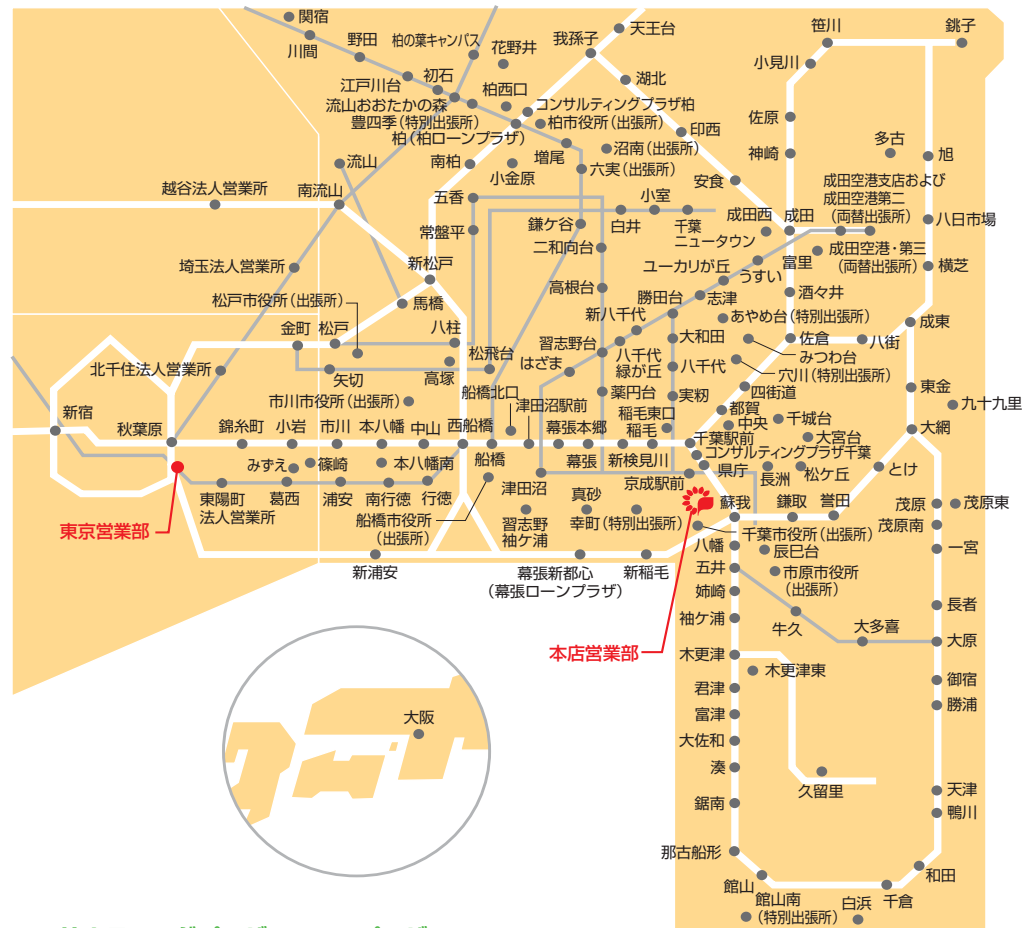 関宿
川間
野田
柏の葉キャンパス
花野井
我孫子
天王台
笹川
銚子
小見川
江戸川台
初石
柏西口
湖北
流山おおたかの森
コンサルティングプラザ柏
豊四季（特別出張所）
柏市役所（出張所）
柏（柏ローンプラザ）
印西
佐原
多古
増尾
沼南（出張所）
神崎
旭
流山
南柏
小金原
六実（出張所）
安食
越谷法人営業所
南流山
五香
小室
成田西
成田
成田空港支店および
成田空港第二
（両替出張所）
八日市場
常盤平
鎌ケ谷
白井
千葉
ニュータウン
二和向台
富里
成田空港・第三
（両替出張所）
横芝
埼玉法人営業所
新松戸
ユーカリが丘
うすい
松戸市役所（出張所）
馬橋
高根台
勝田台
志津
酒々井
あやめ台（特別出張所）
成東
金町
松戸
八柱
新八千代
大和田
佐倉
八街
北千住法人営業所
松飛台
習志野台
八千代
緑が丘
みつわ台
矢切
高塚
はざま
八千代
穴川（特別出張所）
市川市役所（出張所）
船橋北口
薬円台
実籾
四街道
東金
九十九里
新宿
津田沼駅前
稲毛東口
都賀
秋葉原
錦糸町
小岩
市川
本八幡
中山
西船橋
幕張本郷
稲毛
中央
千城台
大網
千葉駅前
大宮台
みずえ
篠崎
本八幡南
船橋
幕張
新検見川
コンサルティングプラザ千葉
県庁
長洲
松ケ丘
とけ
東陽町
法人営業所
葛西
浦安
南行徳
行徳
津田沼
京成駅前
船橋市役所
（出張所）
習志野
袖ケ浦
真砂
幸町（特別出張所）
蘇我
鎌取
誉田
茂原
茂原東
東京営業部
千葉市役所（出張所）
茂原南
八幡
辰巳台
一宮
新浦安
幕張新都心
（幕張ローンプラザ）
新稲毛
五井
市原市役所
（出張所）
姉崎
長者
袖ケ浦
牛久
大多喜
大原
本店営業部
木更津
木更津東
御宿
君津
勝浦
富津
大阪
大佐和
湊
久留里
天津
鋸南
鴨川
那古船形
和田
館山
千倉
館山南
（特別出張所）
白浜